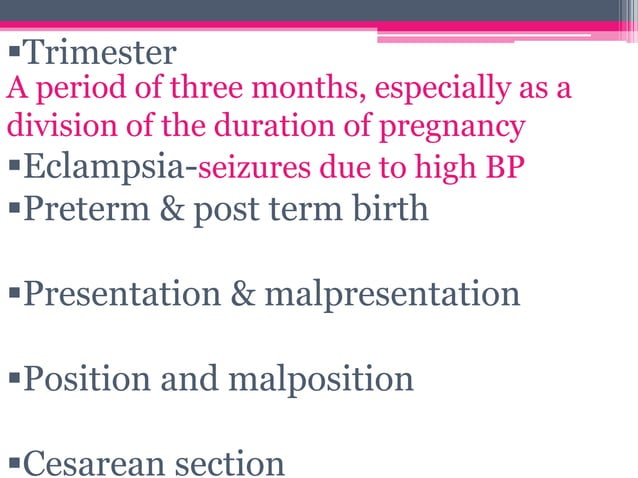 ▪Trimester
A period of three months, especially as a
division of the duration of pregnancy
▪Eclampsia-seizures due to high BP
▪Preterm & post term birth
▪Presentation & malpresentation
▪Position and malposition
▪Cesarean section